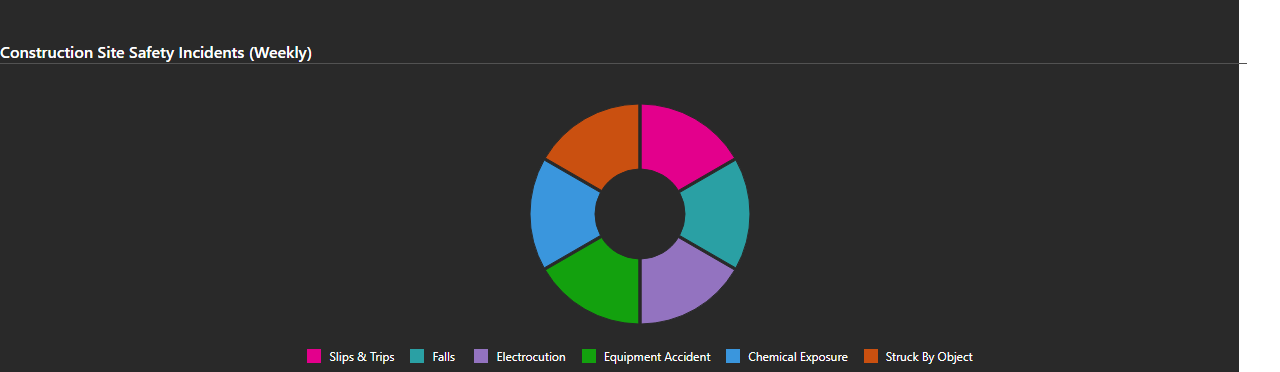 Construction Site Safety Incidents (Weekly)
Slips & Trips Falls Electrocution Equipment Accident Chemical Exposure Struck By Object